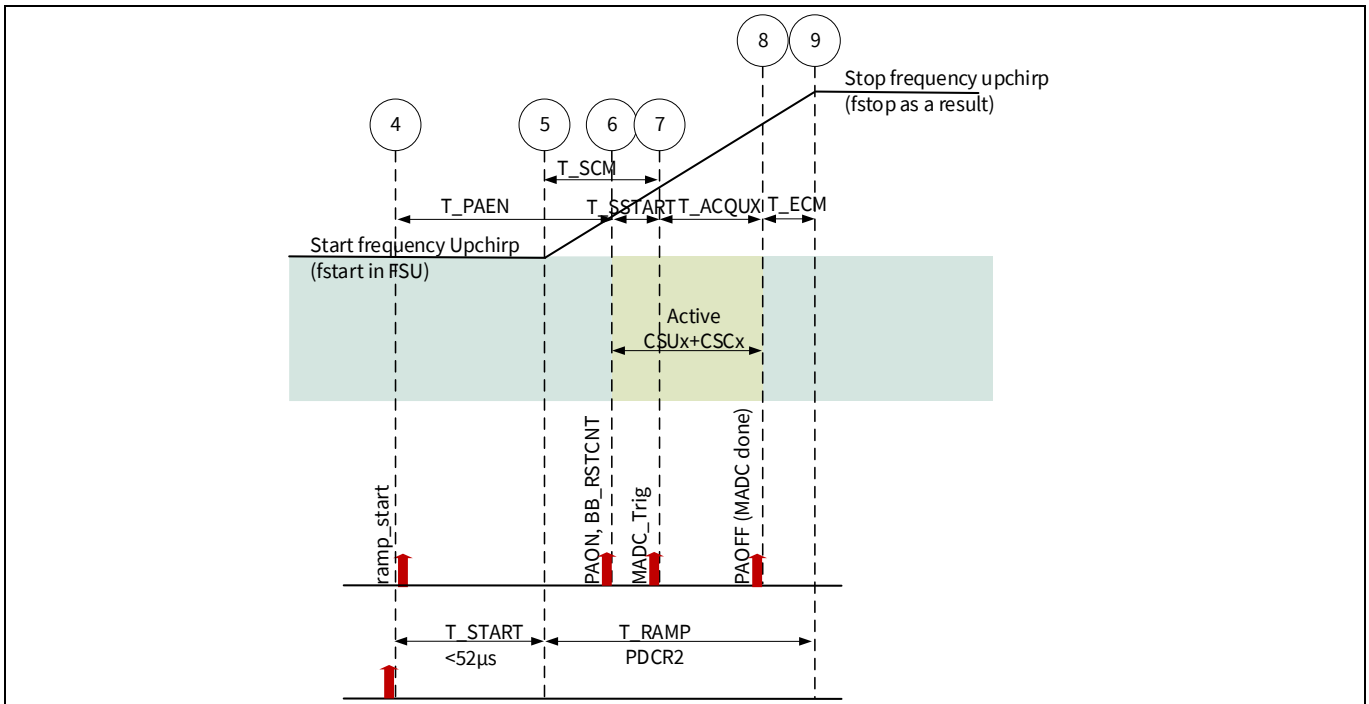 8
9
Stop frequency upchirp
(fstop as a result)
4
5
6
7
T_SCM
T_PAEN
T_SSTART
T_ACQUX
T_ECM
Start frequency Upchirp
(fstart in FSU)
Active
CSUx+CSCx
ramp_start
PAON, BB_RSTCNT
MADC_Trig
PAOFF (MADC done)
T_START
<52µs
T_RAMP
PDCR2